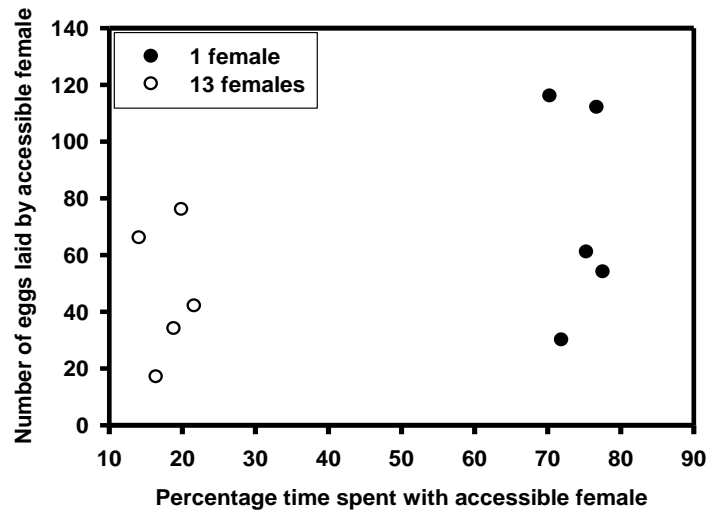 140
120
100
80
60
40
20
0
1 female
13 females
Number of eggs laid by accessible female
10 20 30 40 50 60 70 80 90
Percentage time spent with accessible female